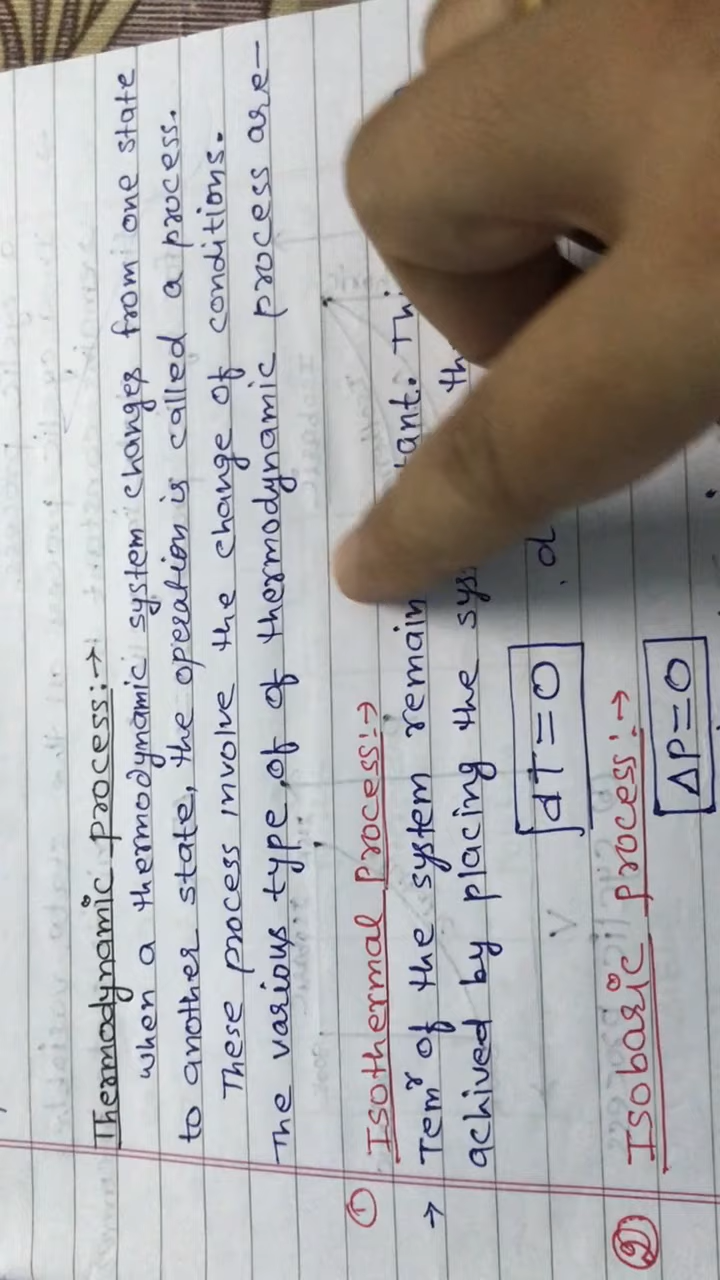 Thermodynamic process:→
when a thermodynamic system changes from one state
to another state, the operation is called a process.
These process involve the change of conditions.
The various type of of thermodynamic process are—
① Isothermal process:→
→ Temr of the system remain tant. Thi
achived by placing the sys th
dT=0 d
② Isobaric process:→
ΔP=0